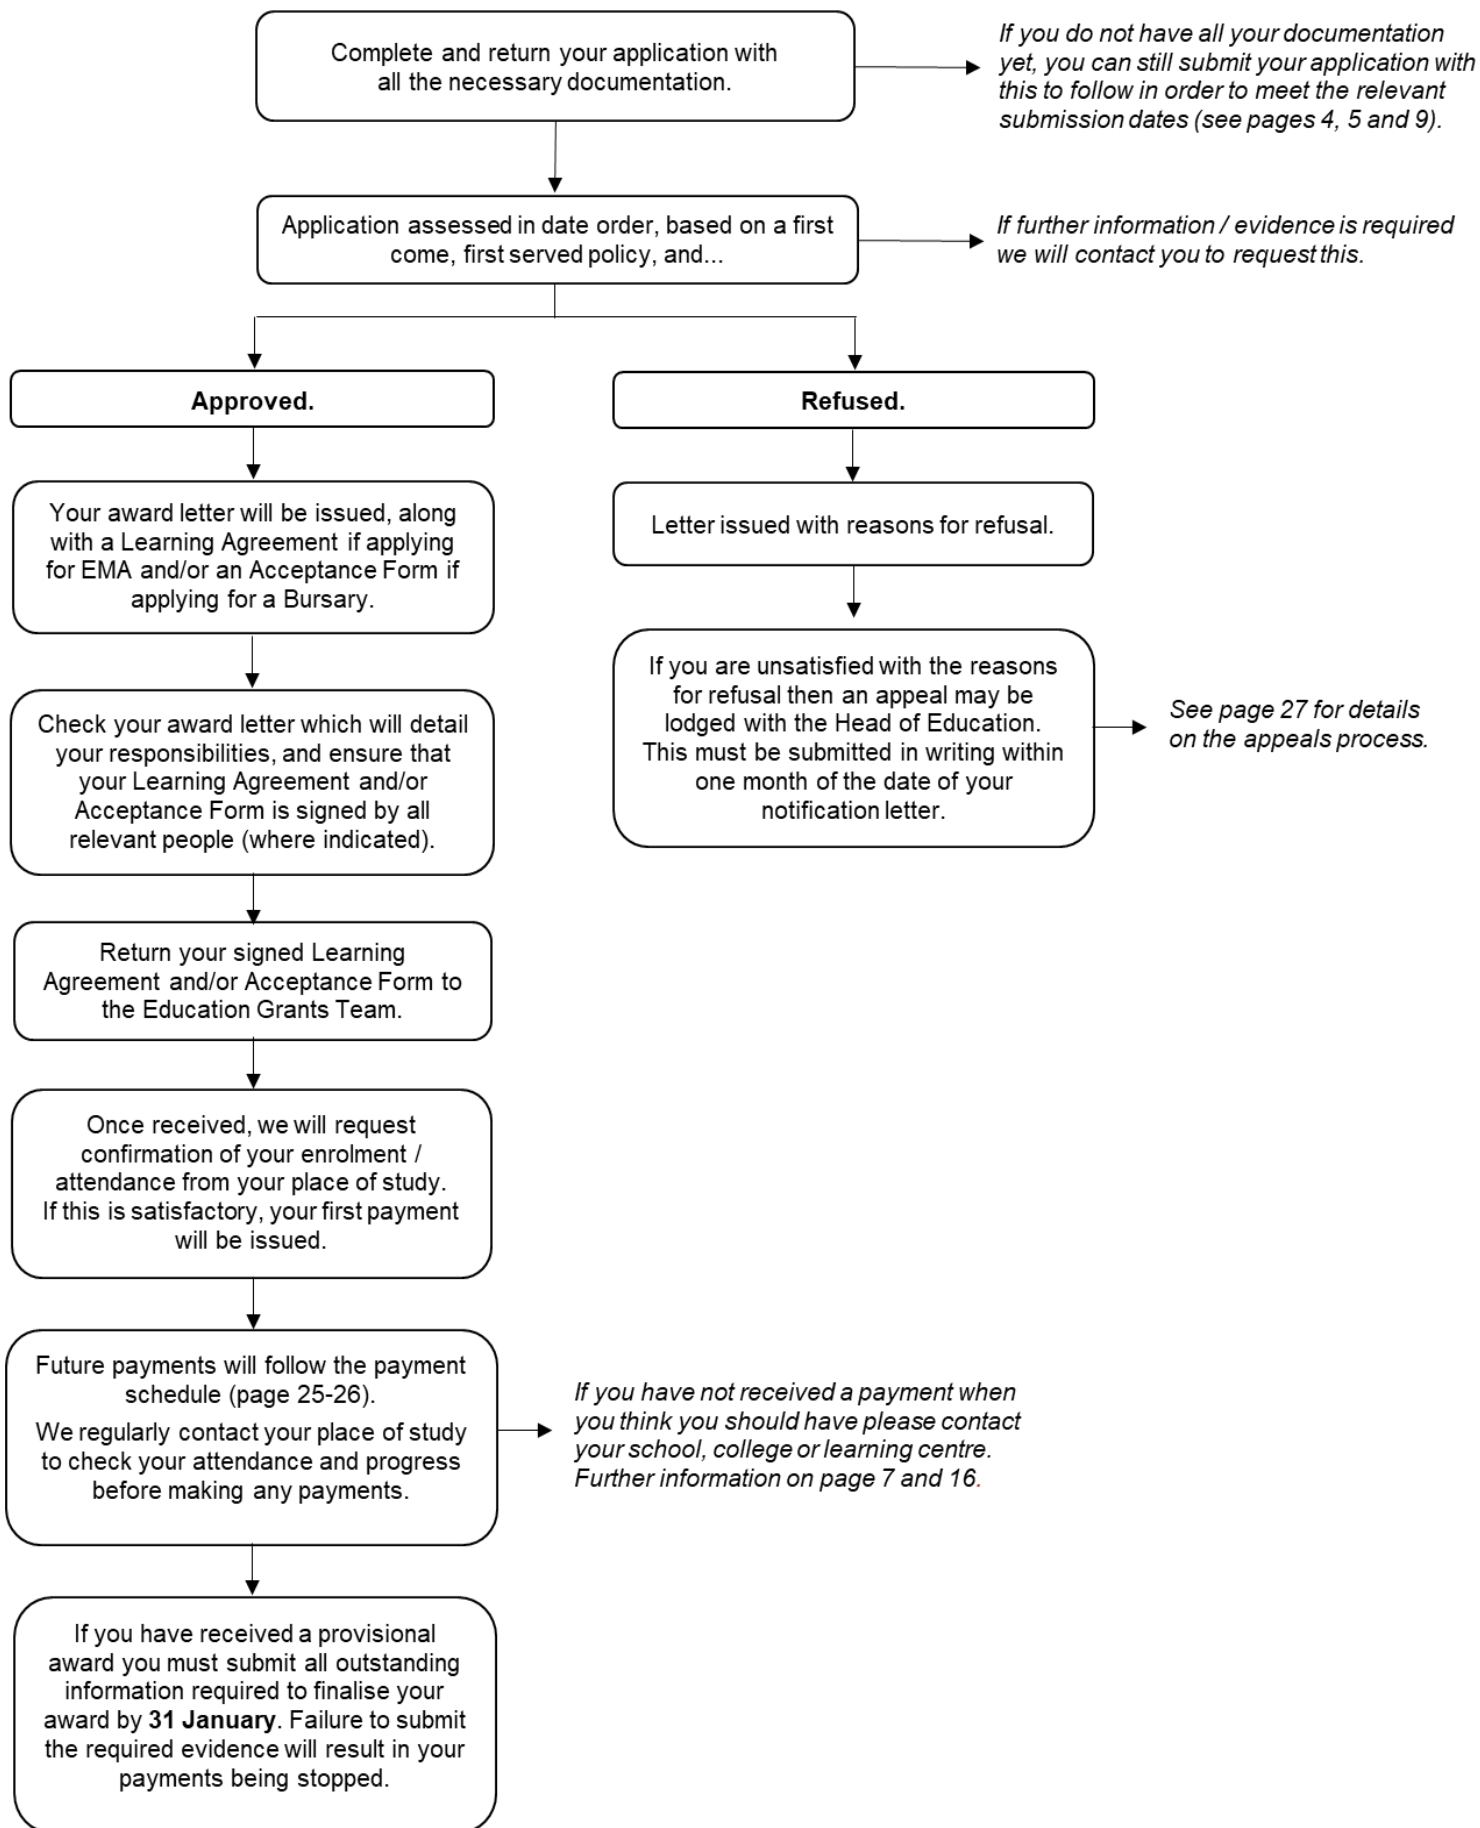 Complete and return your application with
all the necessary documentation.
If you do not have all your documentation
yet, you can still submit your application with
this to follow in order to meet the relevant
submission dates (see pages 4, 5 and 9).
Application assessed in date order, based on a first
come, first served policy, and...
If further information / evidence is required
we will contact you to request this.
Approved.
Refused.
Your award letter will be issued, along
with a Learning Agreement if applying
for EMA and/or an Acceptance Form if
applying for a Bursary.
Letter issued with reasons for refusal.
Check your award letter which will detail
your responsibilities, and ensure that
your Learning Agreement and/or
Acceptance Form is signed by all
relevant people (where indicated).
If you are unsatisfied with the reasons
for refusal then an appeal may be
lodged with the Head of Education.
This must be submitted in writing within
one month of the date of your
notification letter.
See page 27 for details
on the appeals process.
Return your signed Learning
Agreement and/or Acceptance Form to
the Education Grants Team.
Once received, we will request
confirmation of your enrolment /
attendance from your place of study.
If this is satisfactory, your first payment
will be issued.
Future payments will follow the payment
schedule (page 25-26).
We regularly contact your place of study
to check your attendance and progress
before making any payments.
If you have not received a payment when
you think you should have please contact
your school, college or learning centre.
Further information on page 7 and 16.
If you have received a provisional
award you must submit all outstanding
information required to finalise your
award by 31 January. Failure to submit
the required evidence will result in your
payments being stopped.